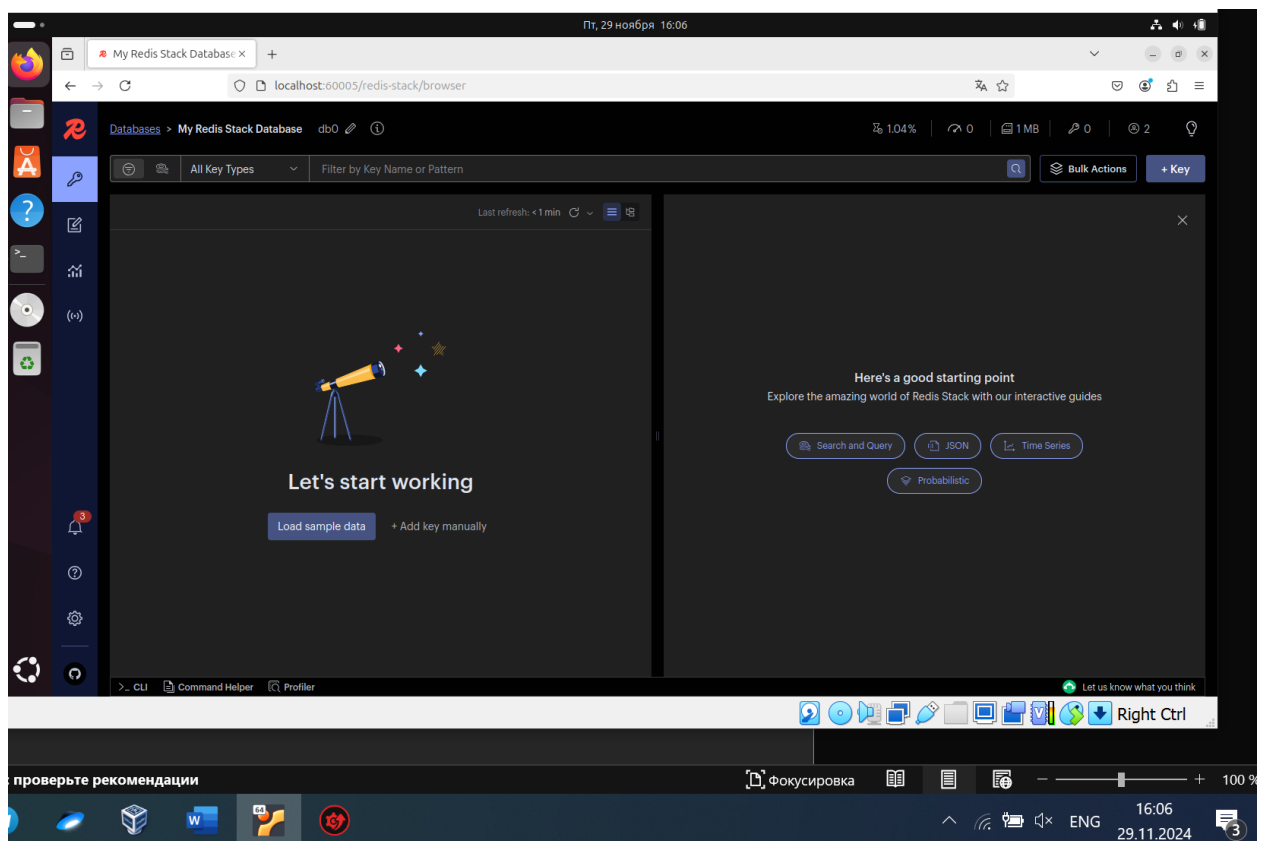 Пт, 29 ноября 16:06
My Redis Stack Database
localhost:60005/redis-stack/browser
Databases > My Redis Stack Database db0
1.04% 0 1 MB 0 2
All Key Types Filter by Key Name or Pattern Bulk Actions + Key
Last refresh: < 1 min
Here's a good starting point
Explore the amazing world of Redis Stack with our interactive guides
Search and Query JSON Time Series
Probabilistic
Let's start working
Load sample data + Add key manually
3
>_ CLI Command Helper Profiler Let us know what you think
Right Ctrl
проверьте рекомендации Фокусировка 100 %
64
ENG 16:06
29.11.2024 3